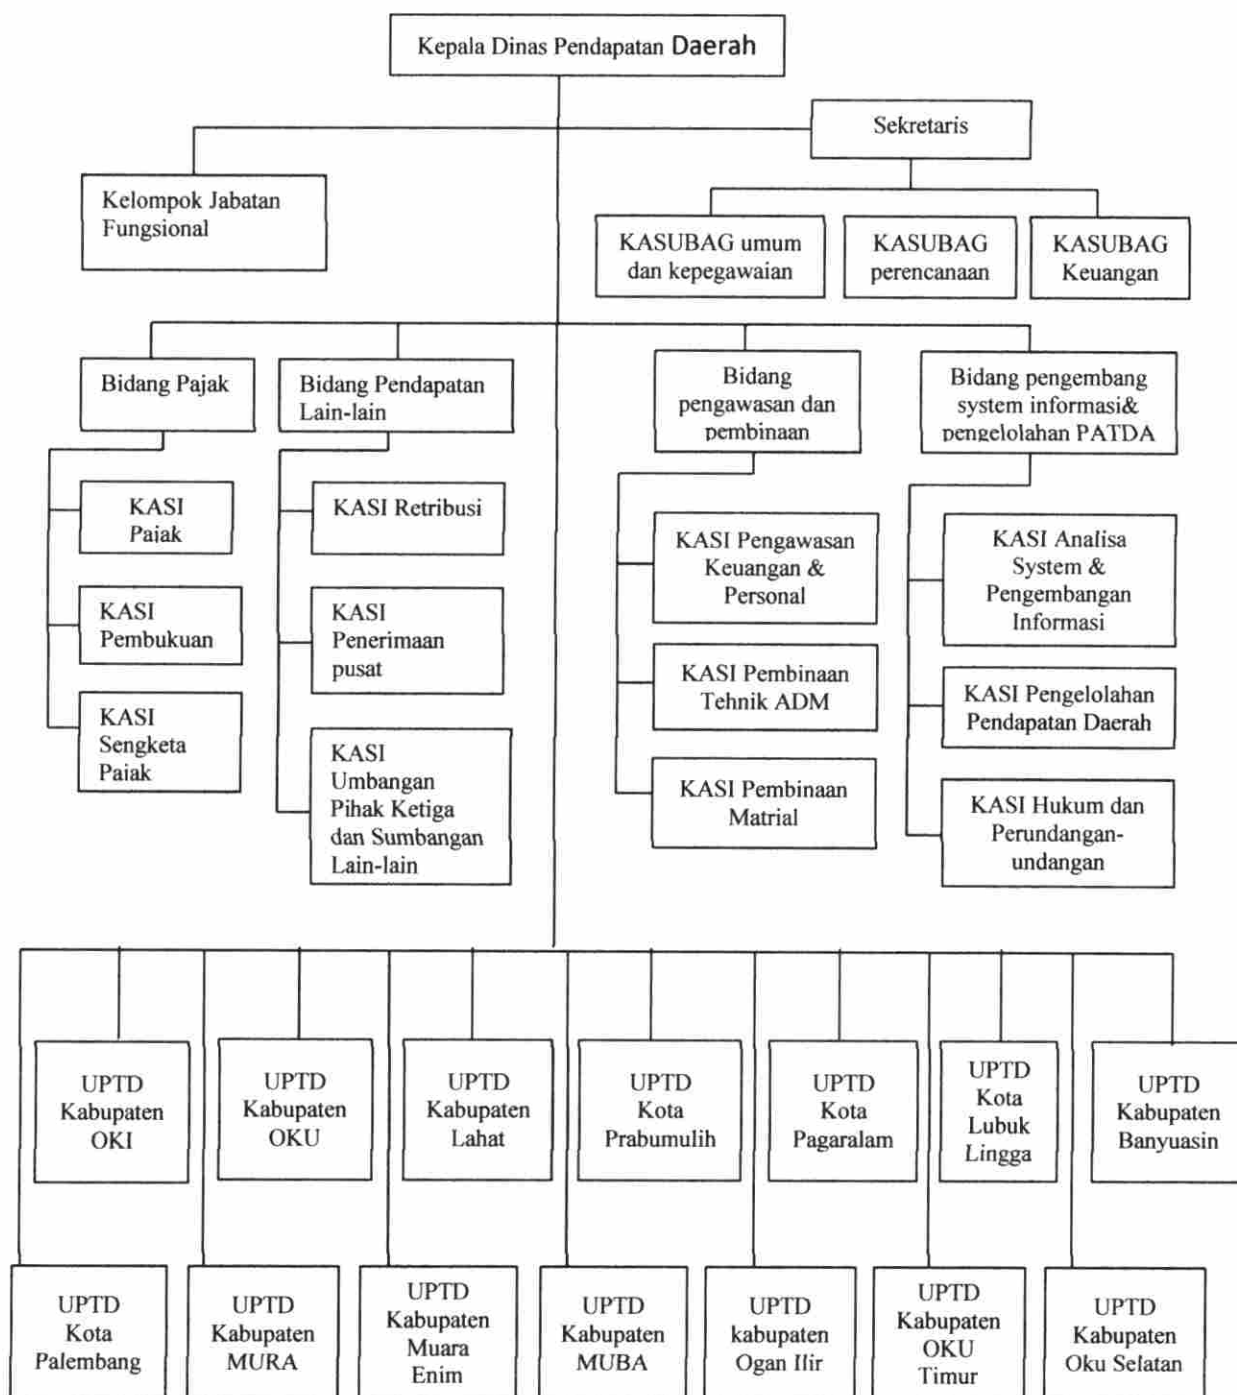 Kepala Dinas Pendapatan Daerah
Sekretaris
Kelompok Jabatan
Fungsional
KASUBAG umum
dan kepegawaian
KASUBAG
perencanaan
KASUBAG
Keuangan
Bidang Pajak
Bidang Pendapatan
Lain-lain
Bidang
pengawasan dan
pembinaan
Bidang pengembang
system informasi&
pengelolahan PATDA
KASI
Pajak
KASI
Pembukuan
KASI
Sengketa
Pajak
KASI Retribusi
KASI
Penerimaan
pusat
KASI
Umbangan
Pihak Ketiga
dan Sumbangan
Lain-lain
KASI Pengawasan
Keuangan &
Personal
KASI Pembinaan
Tehnik ADM
KASI Pembinaan
Matrial
KASI Analisa
System &
Pengembangan
Informasi
KASI Pengelolahan
Pendapatan Daerah
KASI Hukum dan
Perundangan-
undangan
UPTD
Kabupaten
OKI
UPTD
Kabupaten
OKU
UPTD
Kabupaten
Lahat
UPTD
Kota
Prabumulih
UPTD
Kota
Pagaralam
UPTD
Kota
Lubuk
Lingga
UPTD
Kabupaten
Banyuasin
UPTD
Kota
Palembang
UPTD
Kabupaten
MURA
UPTD
Kabupaten
Muara
Enim
UPTD
Kabupaten
MUBA
UPTD
kabupaten
Ogan Ilir
UPTD
Kabupaten
OKU
Timur
UPTD
Kabupaten
Oku Selatan